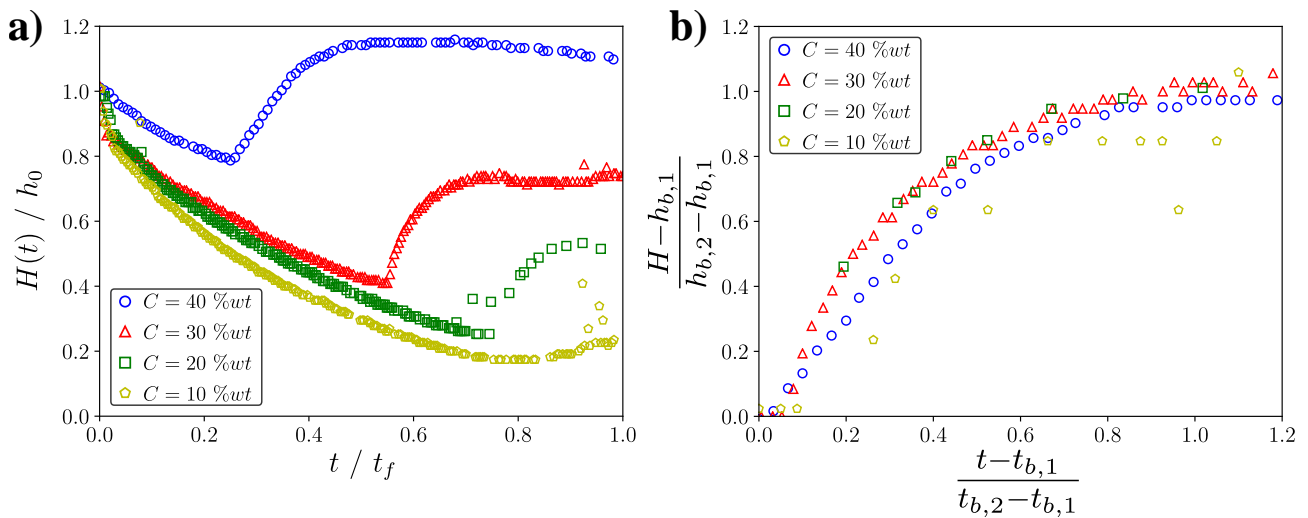 a)
H(t) / h0
1.2
1.0
0.8
0.6
0.4
0.2
0.0
C = 40 %wt
C = 30 %wt
C = 20 %wt
C = 10 %wt
0.0 0.2 0.4 0.6 0.8 1.0
t / tf
b)
H−hb,1
hb,2−hb,1
1.2
1.0
0.8
0.6
0.4
0.2
0.0
C = 40 %wt
C = 30 %wt
C = 20 %wt
C = 10 %wt
0.0 0.2 0.4 0.6 0.8 1.0 1.2
t−tb,1
tb,2−tb,1